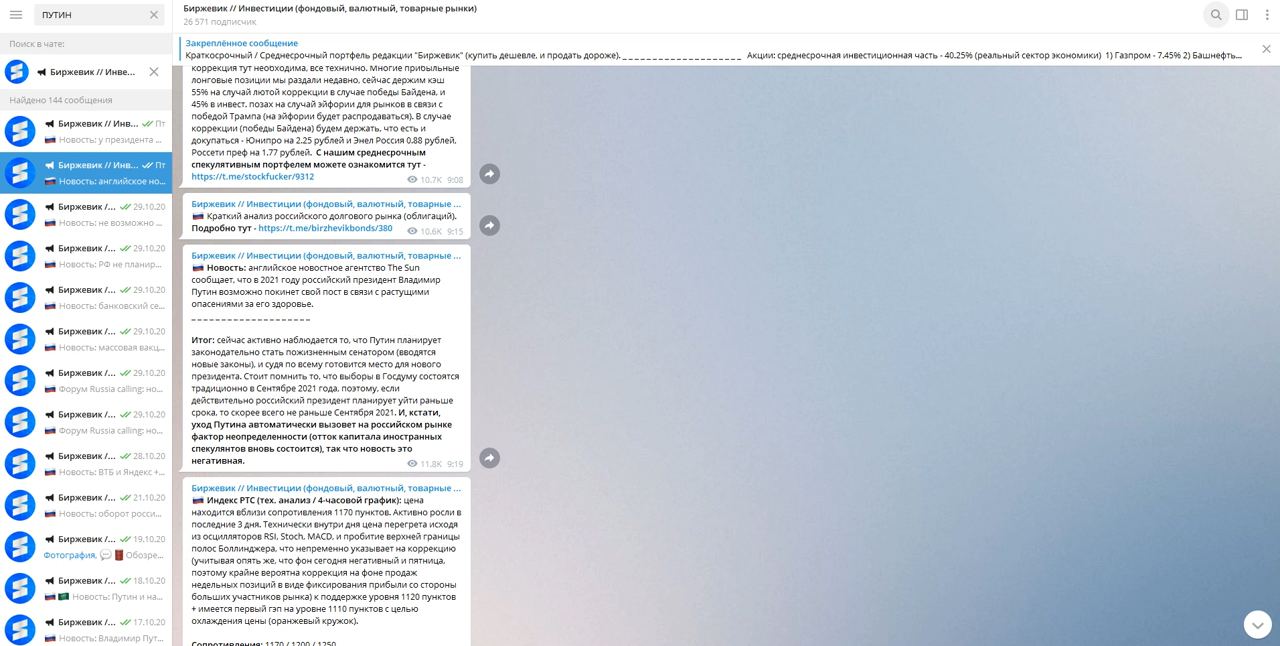 ПУТИН
Поиск в чате:
Биржевик // Инве...
Найдено 144 сообщения
Биржевик // Инв... Пт
Новость: у президента ...
Биржевик // Инв... Пт
Новость: английское но...
Биржевик /... 29.10.20
Новость: не возможно ...
Биржевик /... 29.10.20
Новость: РФ не планир...
Биржевик /... 29.10.20
Новость: банковский се...
Биржевик /... 29.10.20
Новость: массовая вакц...
Биржевик /... 29.10.20
Форум Russia calling: но...
Биржевик /... 29.10.20
Форум Russia calling: но...
Биржевик /... 28.10.20
Новость: ВТБ и Яндекс +...
Биржевик /... 21.10.20
Новость: оборот росси...
Биржевик /... 19.10.20
Фотография, Обозре...
Биржевик /... 18.10.20
Новость: Путин и на...
Биржевик /... 17.10.20
Новость: Владимир Пут...
Биржевик // Инвестиции (фондовый, валютный, товарные рынки)
26 571 подписчик
Закреплённое сообщение
Краткосрочный / Среднесрочный портфель редакции "Биржевик" (купить дешевле, и продать дороже). _ _ _ _ _ _ _ _ _ _ _ _ _ _ _ _ _ _ _ Акции: среднесрочная инвестиционная часть - 40.25% (реальный сектор экономики) 1) Газпром - 7.45% 2) Башнефть...
коррекция тут необходима, все технично. Многие прибыльные
лонговые позиции мы раздали недавно, сейчас держим кэш
55% на случай лютой коррекции в случае победы Байдена, и
45% в инвест. позах на случай эйфории для рынков в связи с
победой Трампа (на эйфории будет распродаваться). В случае
коррекции (победы Байдена) будем держать, что есть и
докупаться - Юнипро на 2.25 рублей и Энел Россия 0.88 рублей,
Россети преф на 1.77 рублей. С нашим среднесрочным
спекулятивным портфелем можете ознакомится тут -
https://t.me/stockfucker/9312 10.7K 9:08
Биржевик // Инвестиции (фондовый, валютный, товарные ...
Краткий анализ российского долгового рынка (облигаций).
Подробно тут - https://t.me/birzhevikbonds/380 10.6K 9:15
Биржевик // Инвестиции (фондовый, валютный, товарные ...
Новость: английское новостное агентство The Sun
сообщает, что в 2021 году российский президент Владимир
Путин возможно покинет свой пост в связи с растущими
опасениями за его здоровье.
_ _ _ _ _ _ _ _ _ _ _ _ _ _ _ _ _ _ _
Итог: сейчас активно наблюдается то, что Путин планирует
законодательно стать пожизненным сенатором (вводятся
новые законы), и судя по всему готовится место для нового
президента. Стоит помнить то, что выборы в Госдуму состоятся
традиционно в Сентябре 2021 года, поэтому, если
действительно российский президент планирует уйти раньше
срока, то скорее всего не раньше Сентября 2021. И, кстати,
уход Путина автоматически вызовет на российском рынке
фактор неопределенности (отток капитала иностранных
спекулянтов вновь состоится), так что новость это
негативная. 11.8K 9:19
Биржевик // Инвестиции (фондовый, валютный, товарные ...
Индекс РТС (тех. анализ / 4-часовой график): цена
находится вблизи сопротивления 1170 пунктов. Активно росли в
последние 3 дня. Технически внутри дня цена перегрета исходя
из осцилляторов RSI, Stoch, MACD, и пробитие верхней границы
полос Боллинджера, что непременно указывает на коррекцию
(учитывая опять же, что фон сегодня негативный и пятница,
поэтому крайне вероятна коррекция на фоне продаж
недельных позиций в виде фиксирования прибыли со стороны
больших участников рынка) к поддержке уровня 1120 пунктов
+ имеется первый гэп на уровне 1110 пунктов с целью
охлаждения цены (оранжевый кружок).
Сопротивления: 1170 / 1200 / 1250